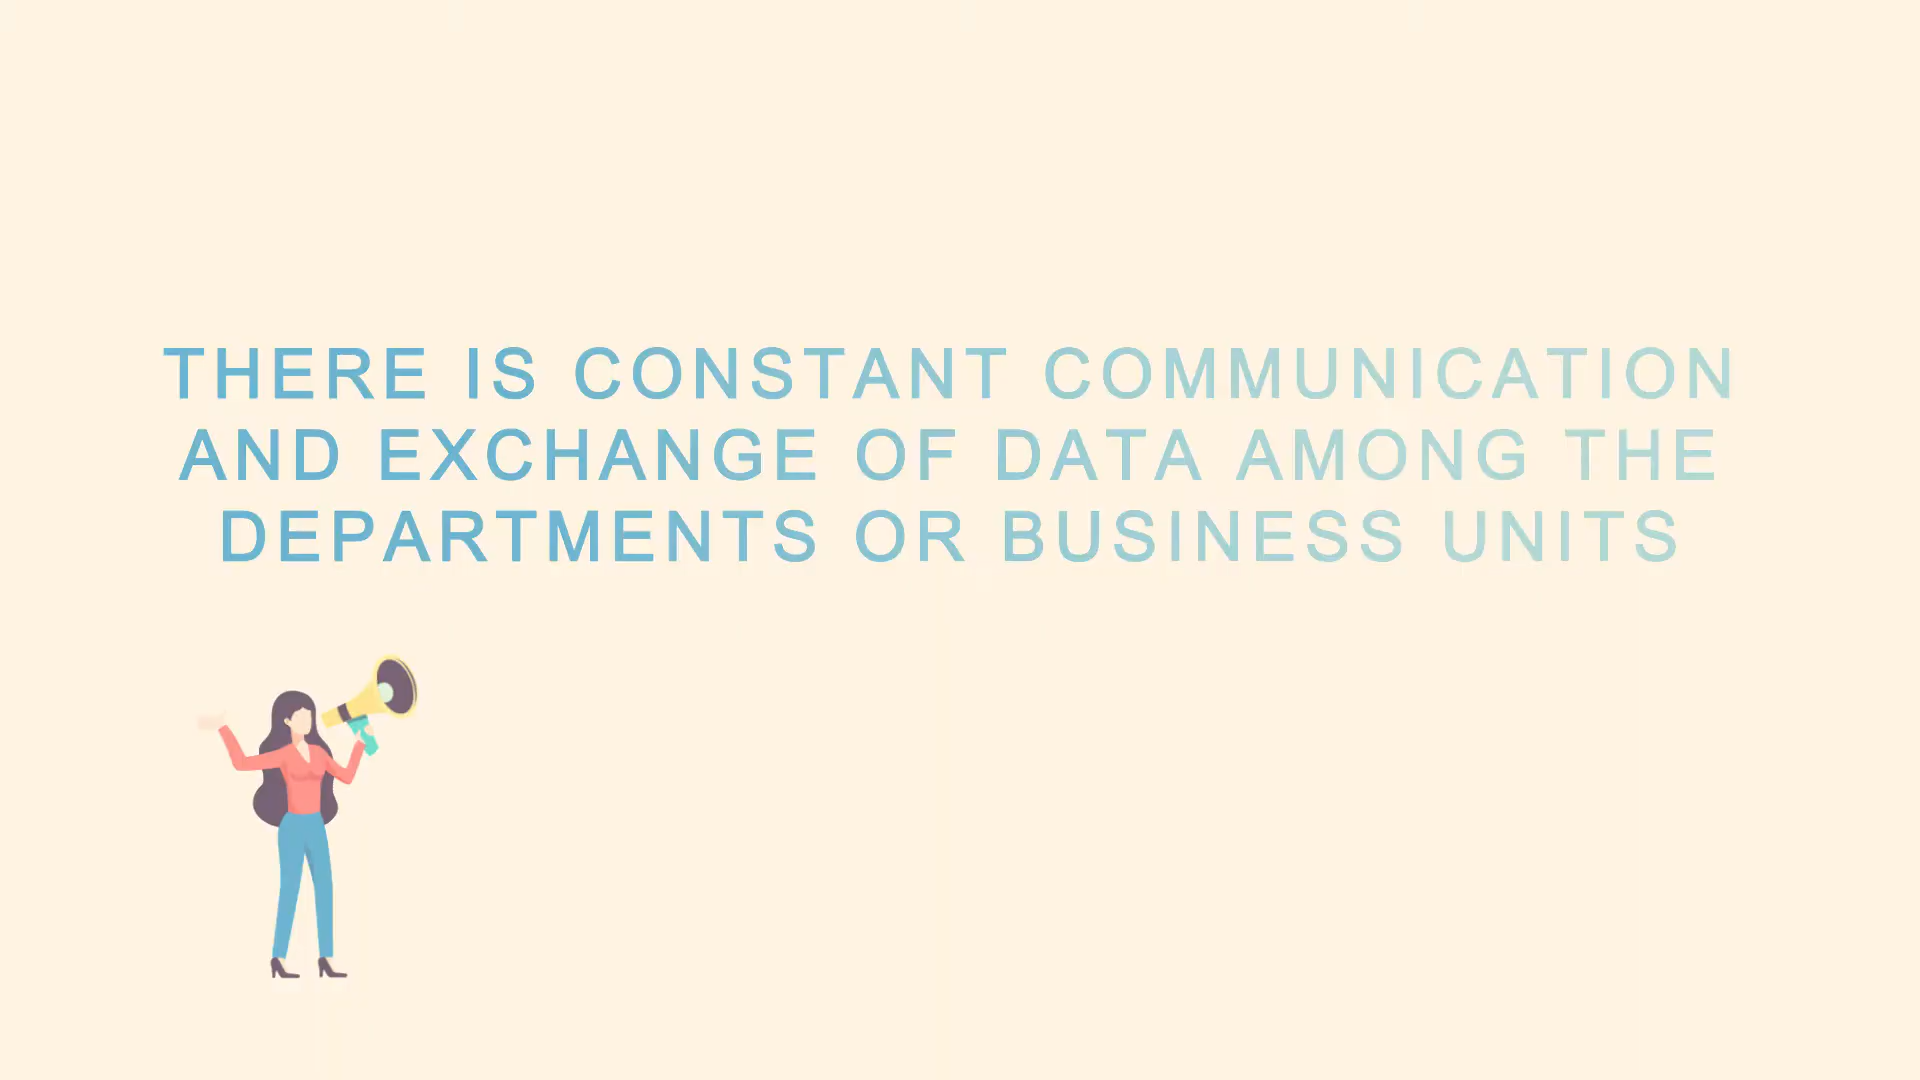 THERE IS CONSTANT COMMUNICATION
AND EXCHANGE OF DATA AMONG THE
DEPARTMENTS OR BUSINESS UNITS